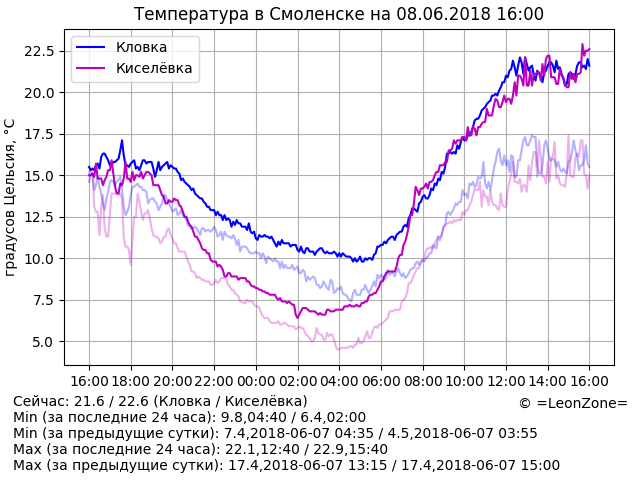 Температура в Смоленске на 08.06.2018 16:00
Кловка
Киселёвка
градусов Цельсия, °C
22.5
20.0
17.5
15.0
12.5
10.0
7.5
5.0
16:00 18:00 20:00 22:00 00:00 02:00 04:00 06:00 08:00 10:00 12:00 14:00 16:00
Сейчас: 21.6 / 22.6 (Кловка / Киселёвка)
© =LeonZone=
Min (за последние 24 часа): 9.8,04:40 / 6.4,02:00
Min (за предыдущие сутки): 7.4,2018-06-07 04:35 / 4.5,2018-06-07 03:55
Max (за последние 24 часа): 22.1,12:40 / 22.9,15:40
Max (за предыдущие сутки): 17.4,2018-06-07 13:15 / 17.4,2018-06-07 15:00